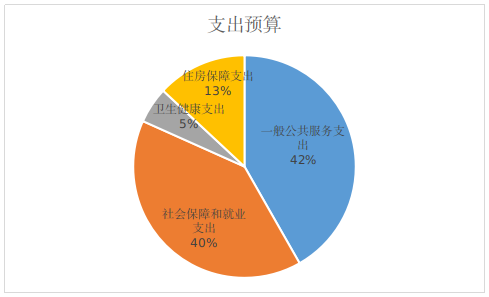 支出预算
住房保障支出
13%
卫生健康支出
5%
一般公共服务支
出
42%
社会保障和就业
支出
40%